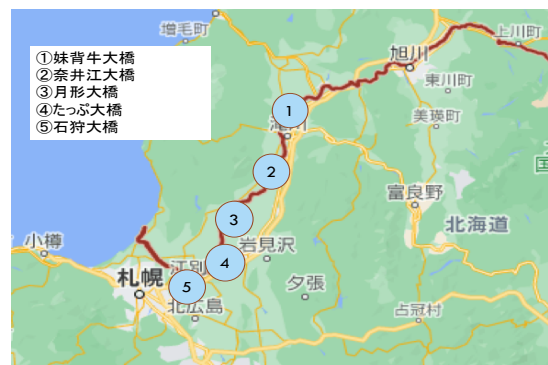 増毛町
上川町
①妹背牛大橋
②奈井江大橋
③月形大橋
④たっぷ大橋
⑤石狩大橋
旭川
東川町
美瑛町
1
滝川
2
富良野
3
北海道
小樽
岩見沢
4
江別
札幌
5
夕張
北広島
占冠村
国